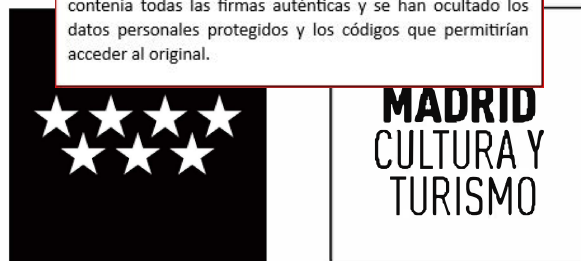 contenía todas las firmas auténticas y se han ocultado los
datos personales protegidos y los códigos que permitirían
acceder al original.
MADRID
CULTURA Y
TURISMO